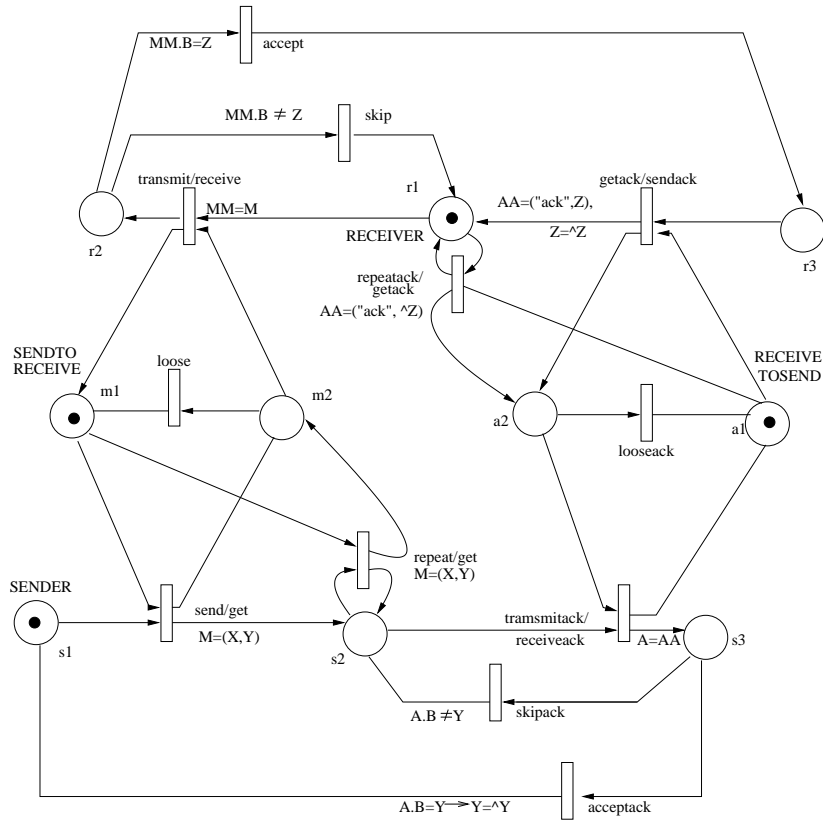 MM.B=Z
accept
MM.B ≠ Z
skip
transmit/receive
r1
getack/sendack
MM=M
AA=("ack",Z),
r2
RECEIVER
Z=^Z
r3
repeatack/
getack
AA=("ack", ^Z)
SENDTO
RECEIVE
loose
RECEIVE
TOSEND
m1
m2
a2
a1
looseack
repeat/get
M=(X,Y)
SENDER
send/get
M=(X,Y)
tramsmitack/
receiveack
A=AA
s1
s2
s3
A.B ≠Y
skipack
A.B=Y → Y=^Y
acceptack